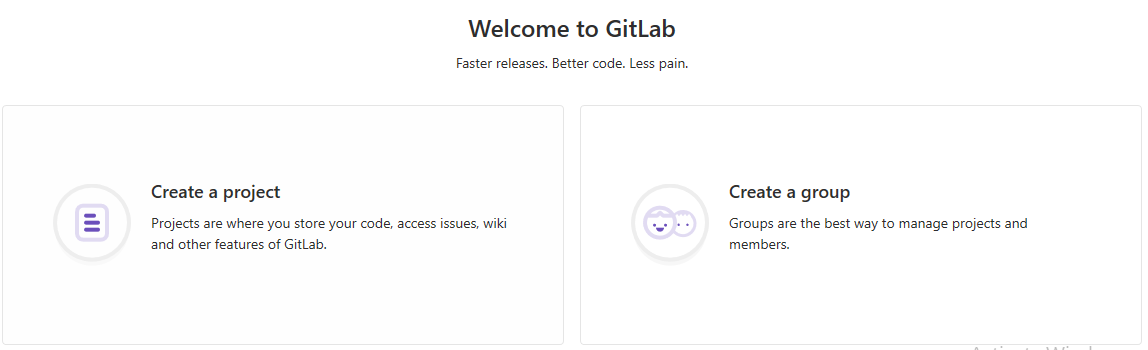 Welcome to GitLab
Faster releases. Better code. Less pain.
Create a project
Projects are where you store your code, access issues, wiki
and other features of GitLab.
Create a group
Groups are the best way to manage projects and
members.